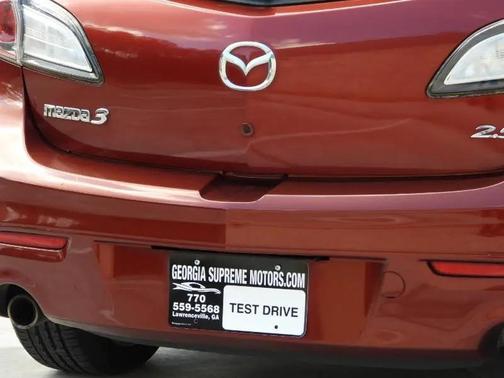 mazda3
2.5
GEORGIA SUPREME MOTORS.COM
770
559-5568
Lawrenceville, GA
TEST DRIVE